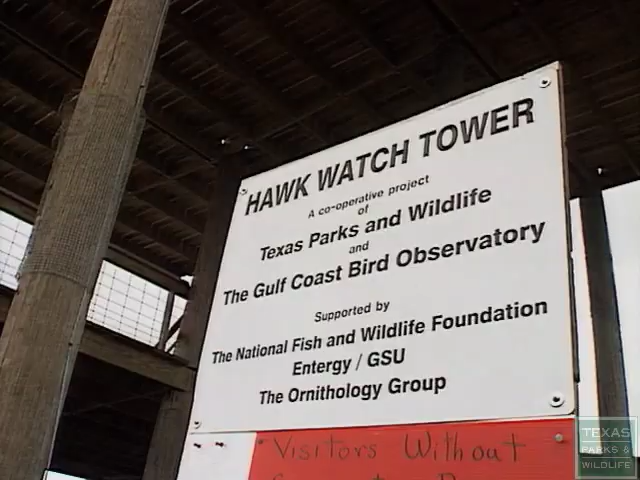 HAWK WATCH TOWER
A co-operative project
of
Texas Parks and Wildlife
and
The Gulf Coast Bird Observatory
Supported by
The National Fish and Wildlife Foundation
Entergy / GSU
The Ornithology Group
Visitors Without
TEXAS
PARKS &
WILDLIFE